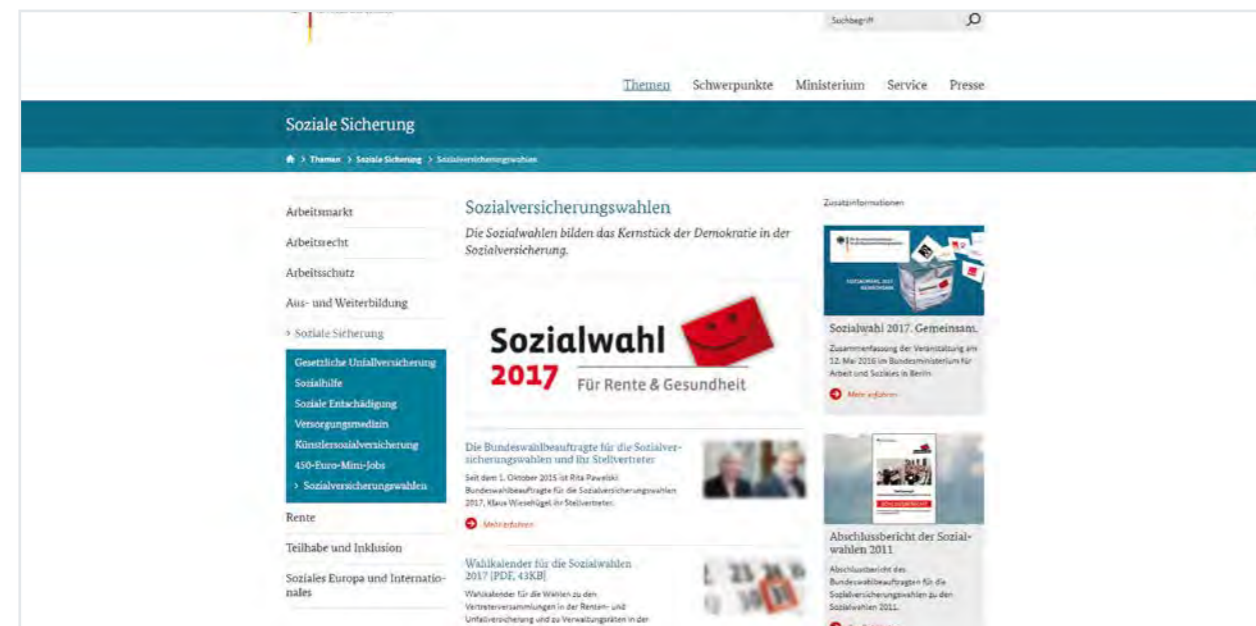 Suchbegriff
Themen Schwerpunkte Ministerium Service Presse
Soziale Sicherung
> Themen > Soziale Sicherung > Sozialversicherungswahlen
Arbeitsmarkt
Arbeitsrecht
Arbeitsschutz
Aus- und Weiterbildung
> Soziale Sicherung
Gesetzliche Unfallversicherung
Sozialhilfe
Soziale Entschädigung
Versorgungsmedizin
Künstlersozialversicherung
450-Euro-Mini-Jobs
> Sozialversicherungswahlen
Rente
Teilhabe und Inklusion
Soziales Europa und Internatio-
nales
Sozialversicherungswahlen
Die Sozialwahlen bilden das Kernstück der Demokratie in der
Sozialversicherung.
Sozialwahl
2017 Für Rente & Gesundheit
Die Bundeswahlbeauftragte für die Sozialver-
sicherungswahlen und ihr Stellvertreter
Seit dem 1. Oktober 2015 ist Rita Pawelski
Bundeswahlbeauftragte für die Sozialversicherungswahlen
2017, Klaus Wiesehügel ihr Stellvertreter.
Mehr erfahren
Wahlkalender für die Sozialwahlen
2017 [PDF, 43KB]
Wahlkalender für die Wahlen zu den
Vertreterversammlungen in der Renten- und
Unfallversicherung und zu Verwaltungsräten in der
23
Zusatzinformationen
SOZIALWAHL 2017
GEMEINSAM.
Sozialwahl 2017. Gemeinsam.
Zusammenfassung der Veranstaltung am
12. Mai 2016 im Bundesministerium für
Arbeit und Soziales in Berlin.
Mehr erfahren
Abschlussbericht der Sozial-
wahlen 2011
Abschlussbericht des
Bundeswahlbeauftragten für die
Sozialversicherungswahlen zu den
Sozialwahlen 2011.